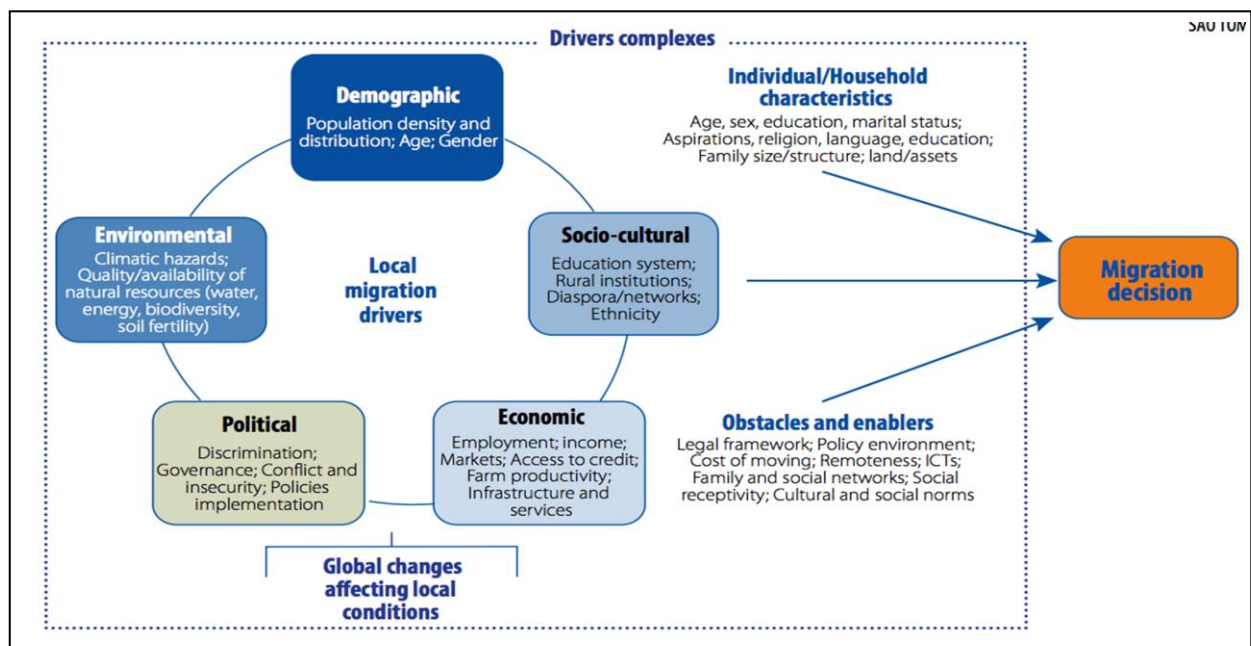 SAO TOM
Drivers complexes
Demographic
Population density and
distribution; Age; Gender
Individual/Household
characteristics
Age, sex, education, marital status;
Aspirations, religion, language, education;
Family size/structure; land/assets
Environmental
Climatic hazards;
Quality/availability of
natural resources (water,
energy, biodiversity,
soil fertility)
Local
migration
drivers
Socio-cultural
Education system;
Rural institutions;
Diaspora/networks;
Ethnicity
Migration
decision
Political
Discrimination;
Governance; Conflict and
insecurity; Policies
implementation
Economic
Employment; income;
Markets; Access to credit;
Farm productivity;
Infrastructure and
services
Obstacles and enablers
Legal framework; Policy environment;
Cost of moving; Remoteness; ICTs;
Family and social networks; Social
receptivity; Cultural and social norms
Global changes
affecting local
conditions